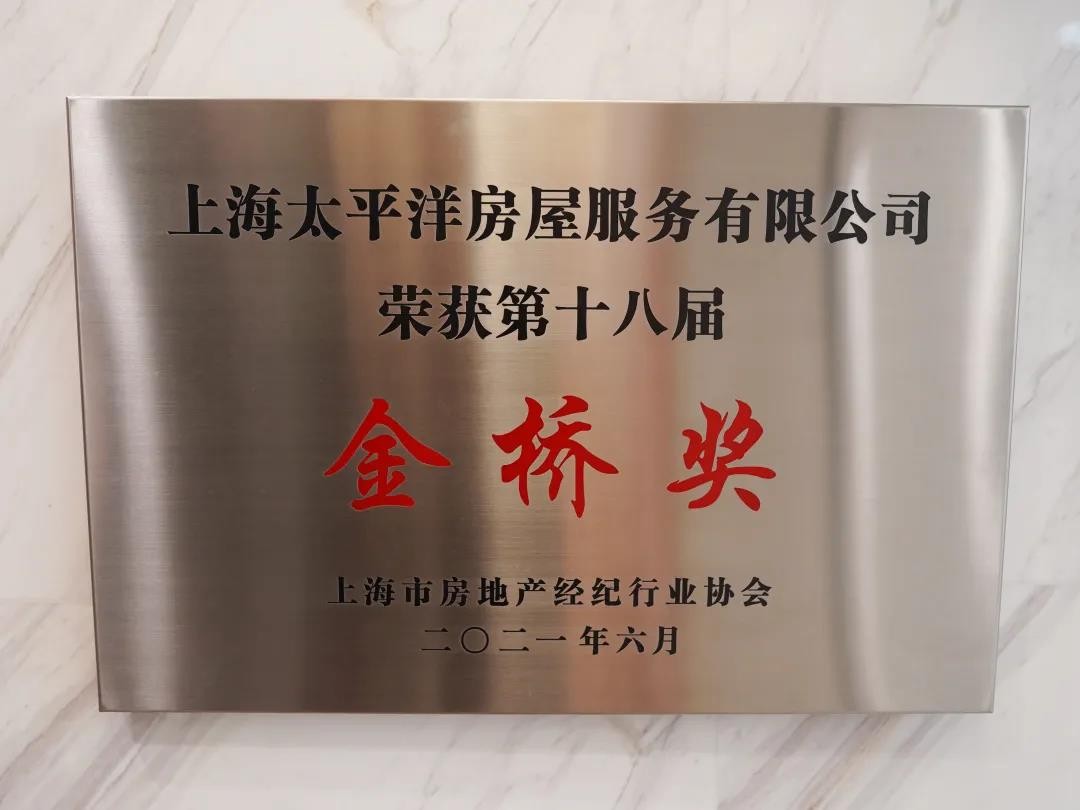 上海太平洋房屋服务有限公司
荣获第十八届
金桥奖
上海市房地产经纪行业协会
二〇二一年六月